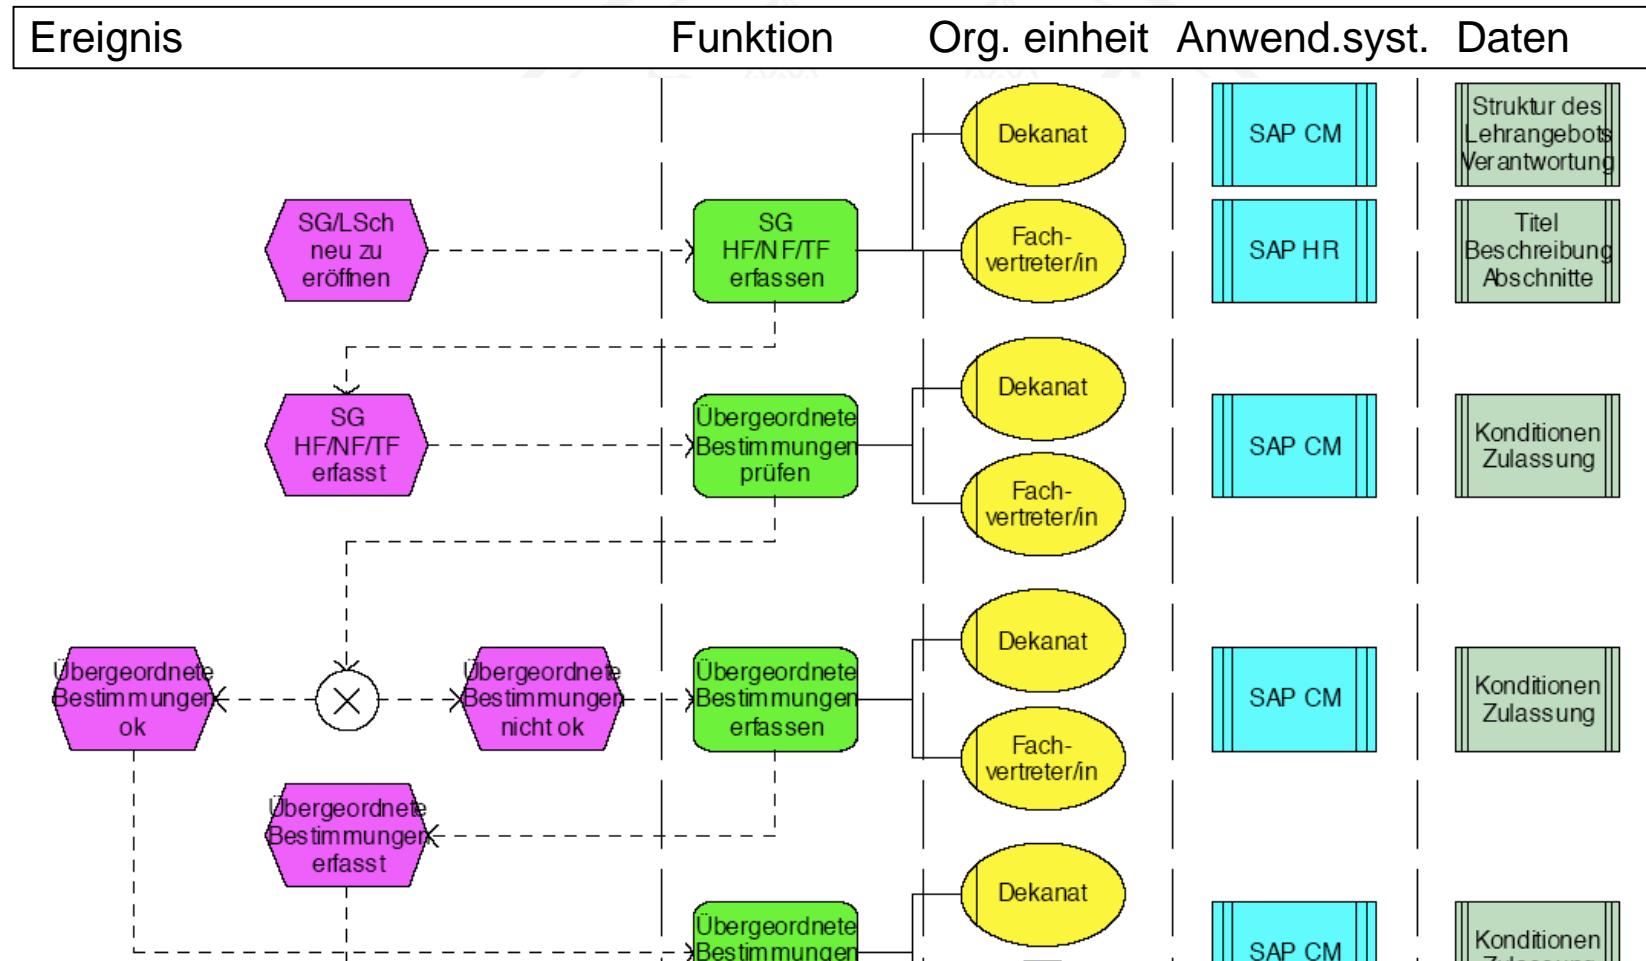 Ereignis Funktion Org. einheit Anwend.syst. Daten
Dekanat
SAP CM
Struktur des
Lehrangebots
Verantwortung
SG/LSch
neu zu
eröffnen
SG
HF/NF/TF
erfassen
Fach-
vertreter/in
SAP HR
Titel
Beschreibung
Abschnitte
Dekanat
SG
HF/NF/TF
erfasst
Übergeordnete
Bestimmungen
prüfen
SAP CM
Konditionen
Zulassung
Fach-
vertreter/in
Dekanat
Übergeordnete
Bestimmungen
ok
Übergeordnete
Bestimmungen
nicht ok
Übergeordnete
Bestimmungen
erfassen
SAP CM
Konditionen
Zulassung
Fach-
vertreter/in
Übergeordnete
Bestimmungen
erfasst
Dekanat
Übergeordnete
Bestimmungen
SAP CM
Konditionen